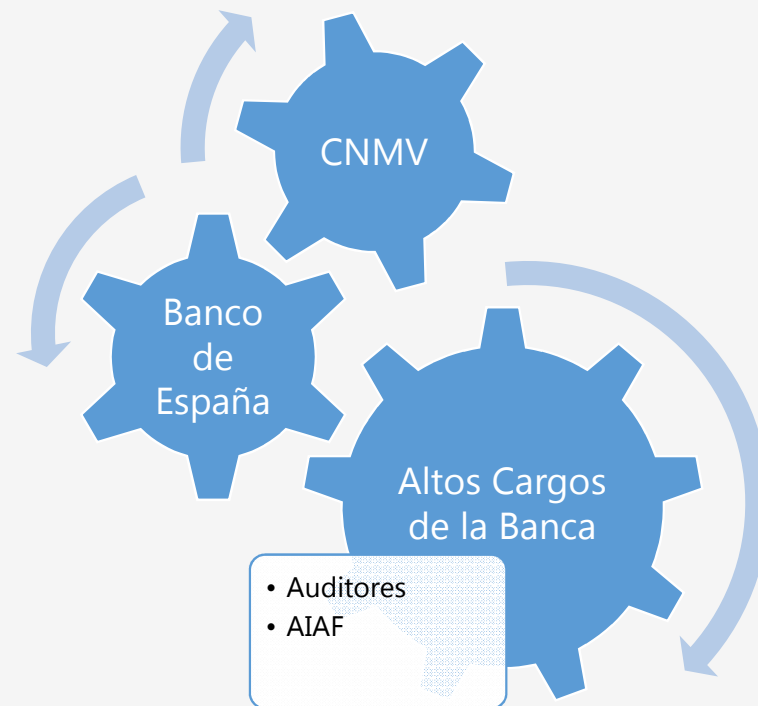 CNMV
Banco
de
España
Altos Cargos
de la Banca
• Auditores
• AIAF